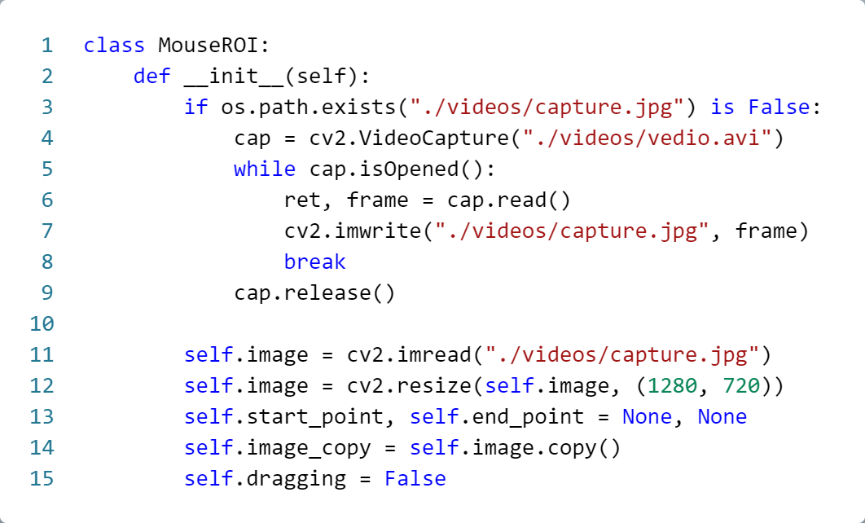 1 class MouseROI:
2     def __init__(self):
3         if os.path.exists("./videos/capture.jpg") is False:
4             cap = cv2.VideoCapture("./videos/vedio.avi")
5             while cap.isOpened():
6                 ret, frame = cap.read()
7                 cv2.imwrite("./videos/capture.jpg", frame)
8                 break
9             cap.release()
10
11         self.image = cv2.imread("./videos/capture.jpg")
12         self.image = cv2.resize(self.image, (1280, 720))
13         self.start_point, self.end_point = None, None
14         self.image_copy = self.image.copy()
15         self.dragging = False